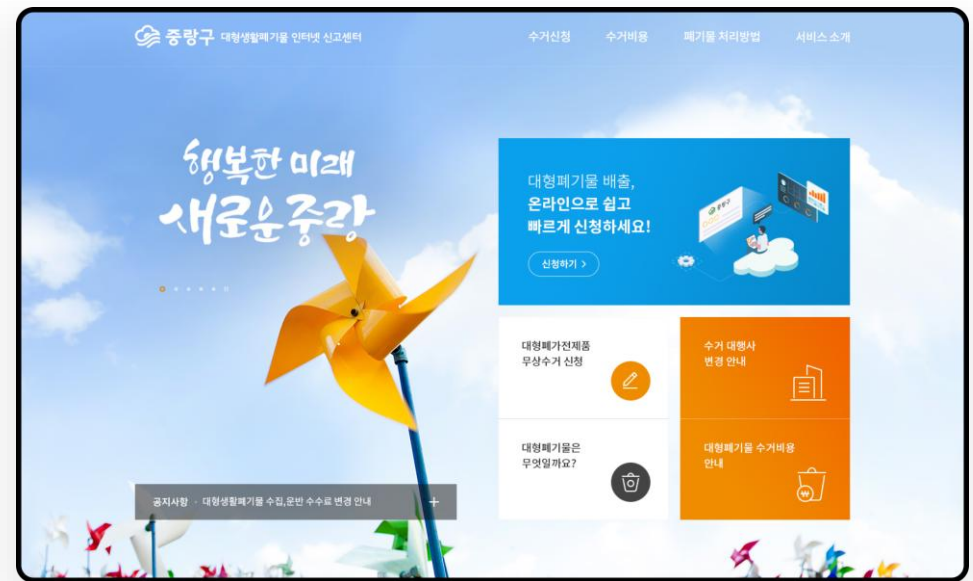 중랑구 대형생활폐기물 인터넷 신고센터
수거신청 수거비용 폐기물 처리방법 서비스 소개
행복한 미래
새로운 중랑
대형폐기물 배출,
온라인으로 쉽고
빠르게 신청하세요!
신청하기 >
중랑구
대형폐가전제품
무상수거 신청
수거 대행사
변경 안내
대형폐기물은
무엇일까요?
대형폐기물 수거비용
안내
₩
공지사항 · 대형생활폐기물 수집,운반 수수료 변경 안내 +